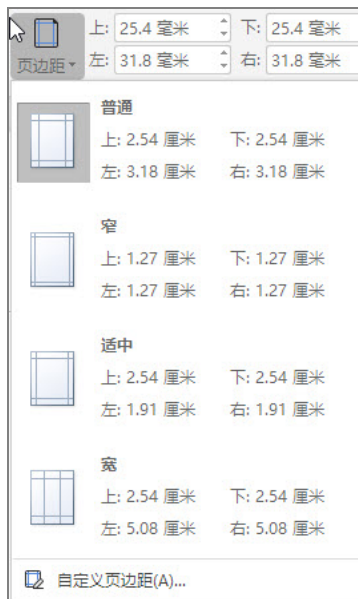 上: 25.4 毫米 下: 25.4 毫米
页边距 左: 31.8 毫米 右: 31.8 毫米
普通
上: 2.54 厘米 下: 2.54 厘米
左: 3.18 厘米 右: 3.18 厘米
窄
上: 1.27 厘米 下: 1.27 厘米
左: 1.27 厘米 右: 1.27 厘米
适中
上: 2.54 厘米 下: 2.54 厘米
左: 1.91 厘米 右: 1.91 厘米
宽
上: 2.54 厘米 下: 2.54 厘米
左: 5.08 厘米 右: 5.08 厘米
自定义页边距(A)...